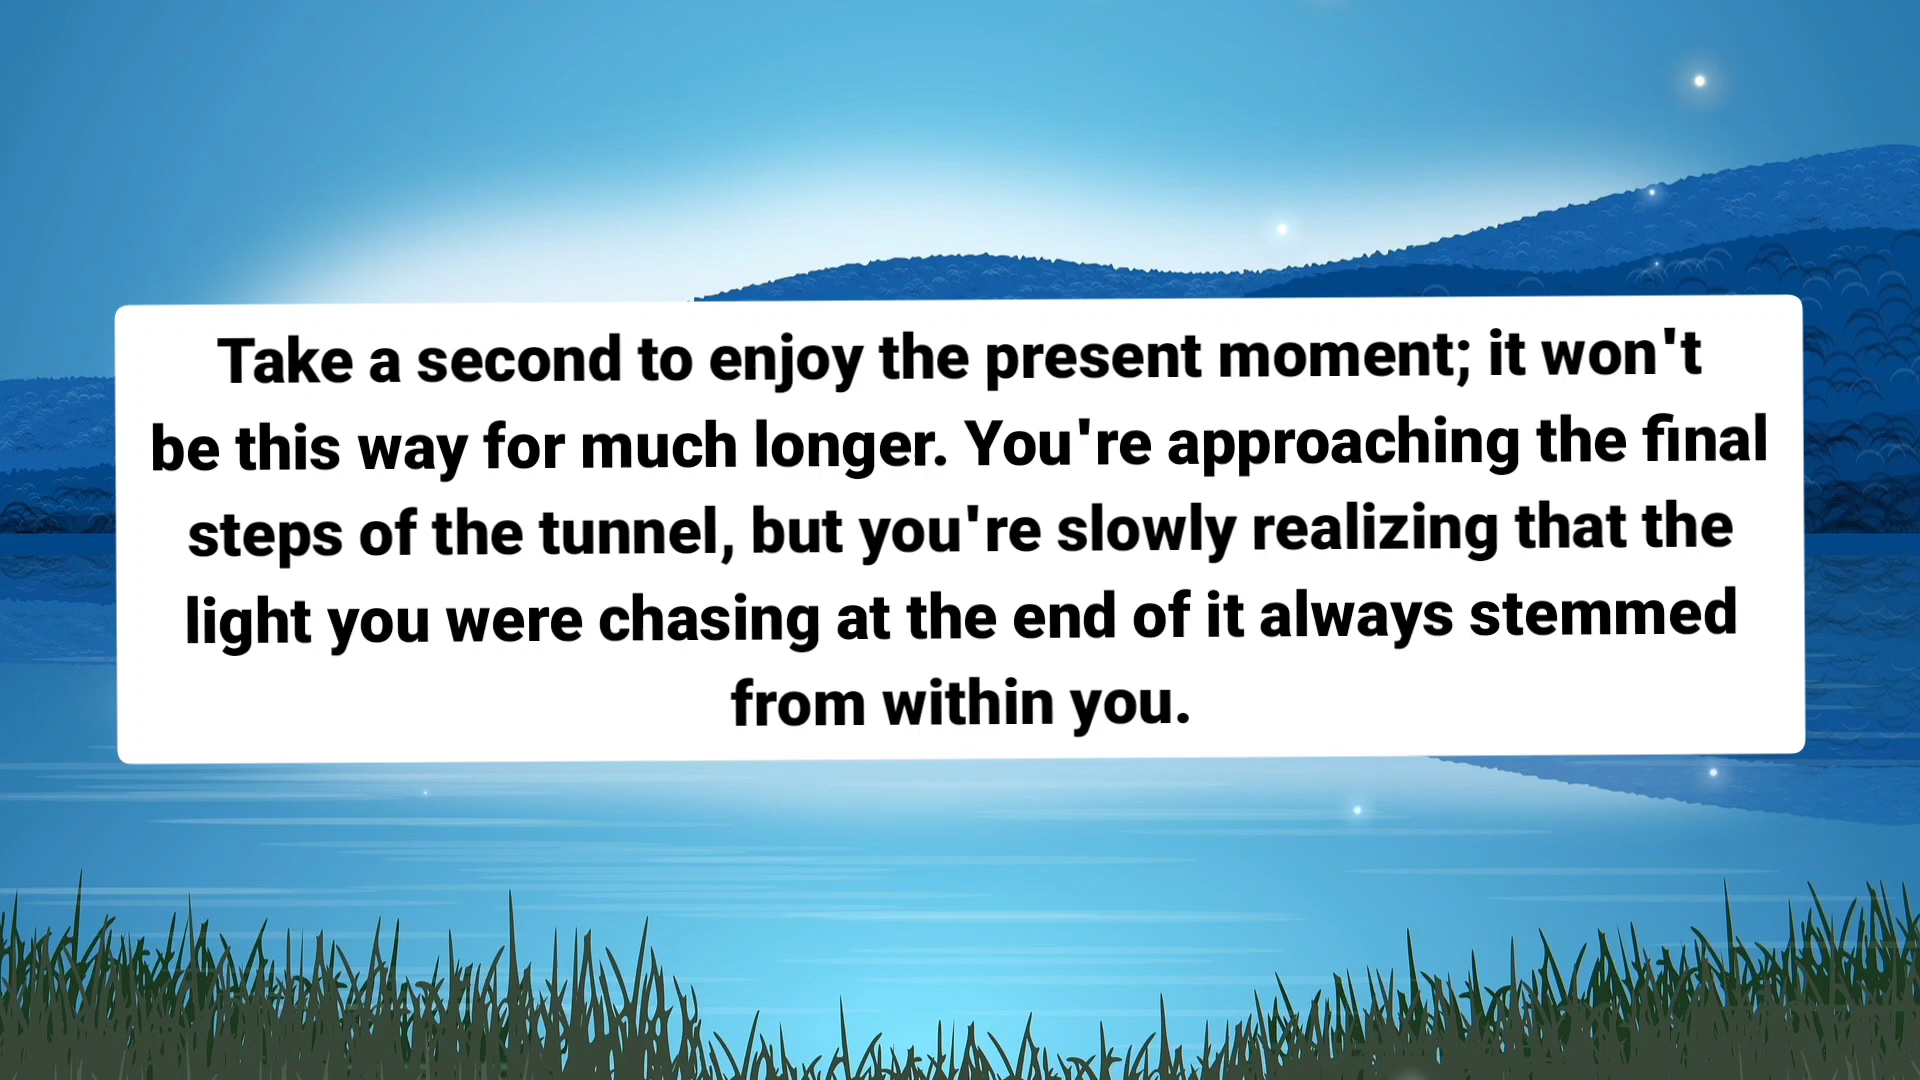 Take a second to enjoy the present moment; it won't
be this way for much longer. You're approaching the final
steps of the tunnel, but you're slowly realizing that the
light you were chasing at the end of it always stemmed
from within you.